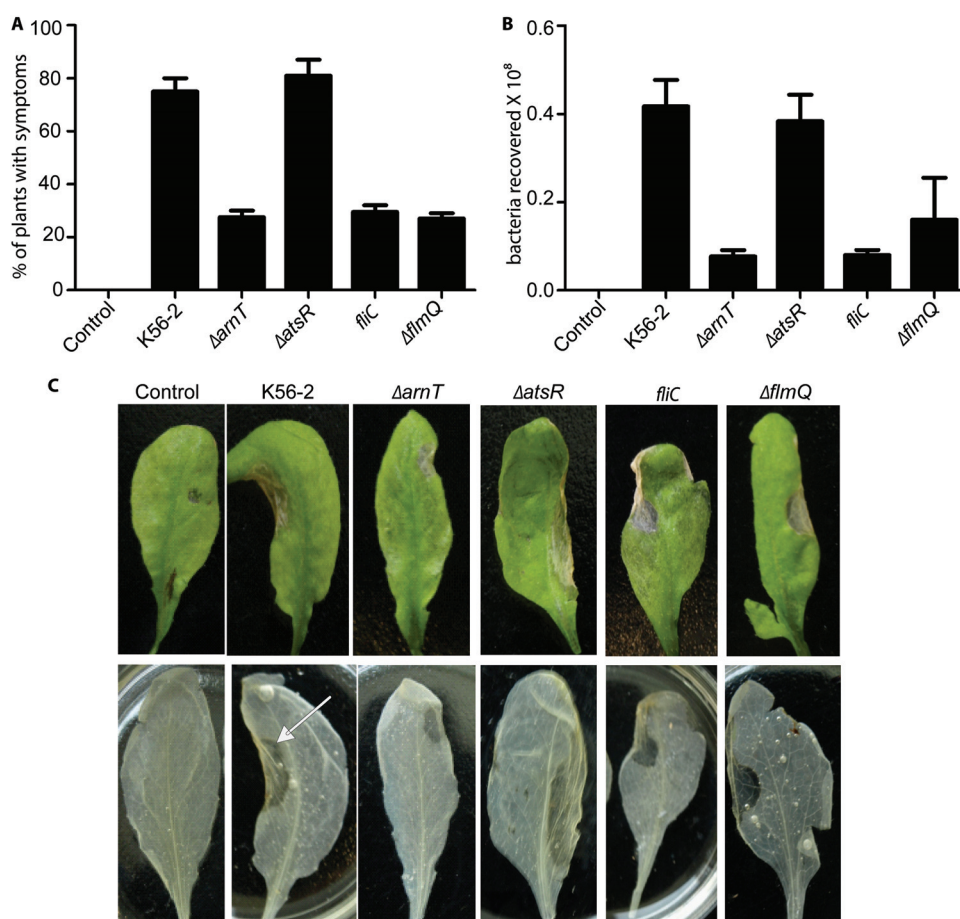 A
% of plants with symptoms
100
80
60
40
20
0
Control
K56-2
ΔarnT
ΔatsR
fliC
ΔflmQ
B
bacteria recovered X 10⁸
0.6
0.4
0.2
0.0
Control
K56-2
ΔarnT
ΔatsR
fliC
ΔflmQ
C
Control K56-2 ΔarnT ΔatsR fliC ΔflmQ